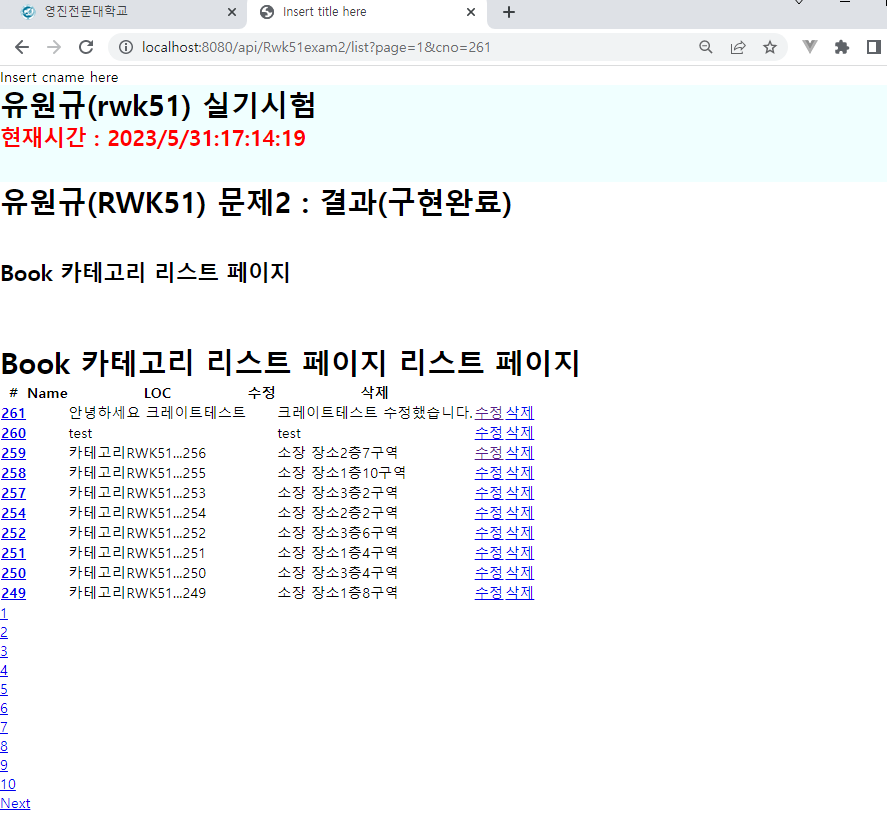 영진전문대학교
Insert title here
localhost:8080/api/Rwk51exam2/list?page=1&cno=261
Insert cname here
유원규(rwk51) 실기시험
현재시간 : 2023/5/31:17:14:19
유원규(RWK51) 문제2 : 결과(구현완료)
Book 카테고리 리스트 페이지
Book 카테고리 리스트 페이지 리스트 페이지
# Name LOC 수정 삭제
261 안녕하세요 크레이트테스트 크레이트테스트 수정했습니다. 수정 삭제
260 test test 수정 삭제
259 카테고리RWK51...256 소장 장소2층7구역 수정 삭제
258 카테고리RWK51...255 소장 장소1층10구역 수정 삭제
257 카테고리RWK51...253 소장 장소3층2구역 수정 삭제
254 카테고리RWK51...254 소장 장소2층2구역 수정 삭제
252 카테고리RWK51...252 소장 장소3층6구역 수정 삭제
251 카테고리RWK51...251 소장 장소1층4구역 수정 삭제
250 카테고리RWK51...250 소장 장소3층4구역 수정 삭제
249 카테고리RWK51...249 소장 장소1층8구역 수정 삭제
1
2
3
4
5
6
7
8
9
10
Next